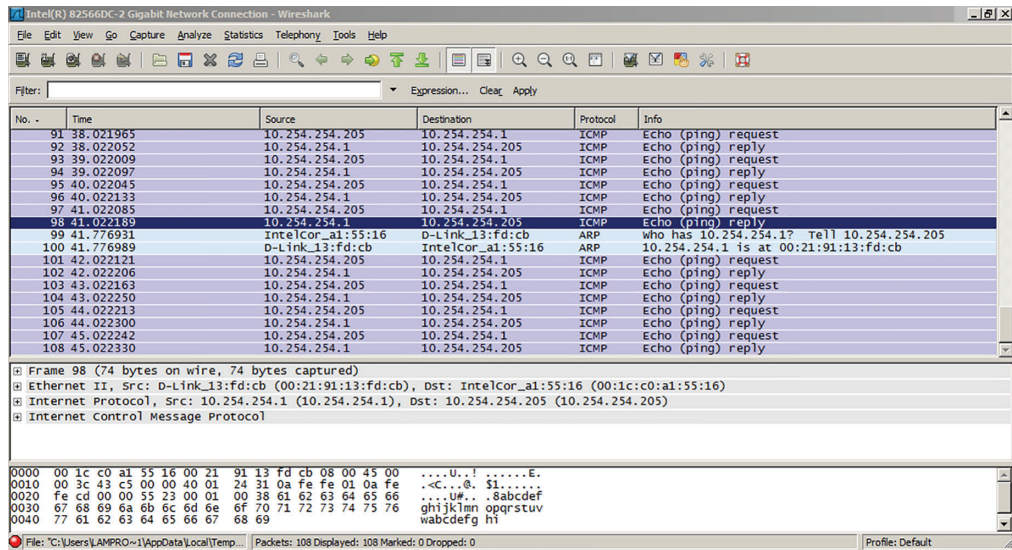 Intel(R) 82566DC-2 Gigabit Network Connection - Wireshark
File Edit View Go Capture Analyze Statistics Telephony Tools Help
Filter: Expression... Clear Apply
No. - Time Source Destination Protocol Info
91 38.021965 10.254.254.205 10.254.254.1 ICMP Echo (ping) request
92 38.022052 10.254.254.1 10.254.254.205 ICMP Echo (ping) reply
93 39.022009 10.254.254.205 10.254.254.1 ICMP Echo (ping) request
94 39.022097 10.254.254.1 10.254.254.205 ICMP Echo (ping) reply
95 40.022045 10.254.254.205 10.254.254.1 ICMP Echo (ping) request
96 40.022133 10.254.254.1 10.254.254.205 ICMP Echo (ping) reply
97 41.022085 10.254.254.205 10.254.254.1 ICMP Echo (ping) request
98 41.022189 10.254.254.1 10.254.254.205 ICMP Echo (ping) reply
99 41.776931 IntelCor_a1:55:16 D-Link_13:fd:cb ARP who has 10.254.254.1? Tell 10.254.254.205
100 41.776989 D-Link_13:fd:cb IntelCor_a1:55:16 ARP 10.254.254.1 is at 00:21:91:13:fd:cb
101 42.022121 10.254.254.205 10.254.254.1 ICMP Echo (ping) request
102 42.022206 10.254.254.1 10.254.254.205 ICMP Echo (ping) reply
103 43.022163 10.254.254.205 10.254.254.1 ICMP Echo (ping) request
104 43.022250 10.254.254.1 10.254.254.205 ICMP Echo (ping) reply
105 44.022213 10.254.254.205 10.254.254.1 ICMP Echo (ping) request
106 44.022300 10.254.254.1 10.254.254.205 ICMP Echo (ping) reply
107 45.022242 10.254.254.205 10.254.254.1 ICMP Echo (ping) request
108 45.022330 10.254.254.1 10.254.254.205 ICMP Echo (ping) reply
Frame 98 (74 bytes on wire, 74 bytes captured)
Ethernet II, Src: D-Link_13:fd:cb (00:21:91:13:fd:cb), Dst: IntelCor_a1:55:16 (00:1c:c0:a1:55:16)
Internet Protocol, Src: 10.254.254.1 (10.254.254.1), Dst: 10.254.254.205 (10.254.254.205)
Internet Control Message Protocol
0000 00 1c c0 a1 55 16 00 21 91 13 fd cb 08 00 45 00 ....U..! ......E.
0010 00 3c 43 c5 00 00 40 01 24 31 0a fe fe 01 0a fe .<C...@. $1......
0020 fe cd 00 00 55 23 00 01 00 38 61 62 63 64 65 66 ....U#.. .8abcdef
0030 67 68 69 6a 6b 6c 6d 6e 6f 70 71 72 73 74 75 76 ghijklmn opqrstuv
0040 77 61 62 63 64 65 66 67 68 69 wabcdefg hi
File: "C:\Users\LAMPRO~1\AppData\Local\Temp... Packets: 108 Displayed: 108 Marked: 0 Dropped: 0 Profile: Default